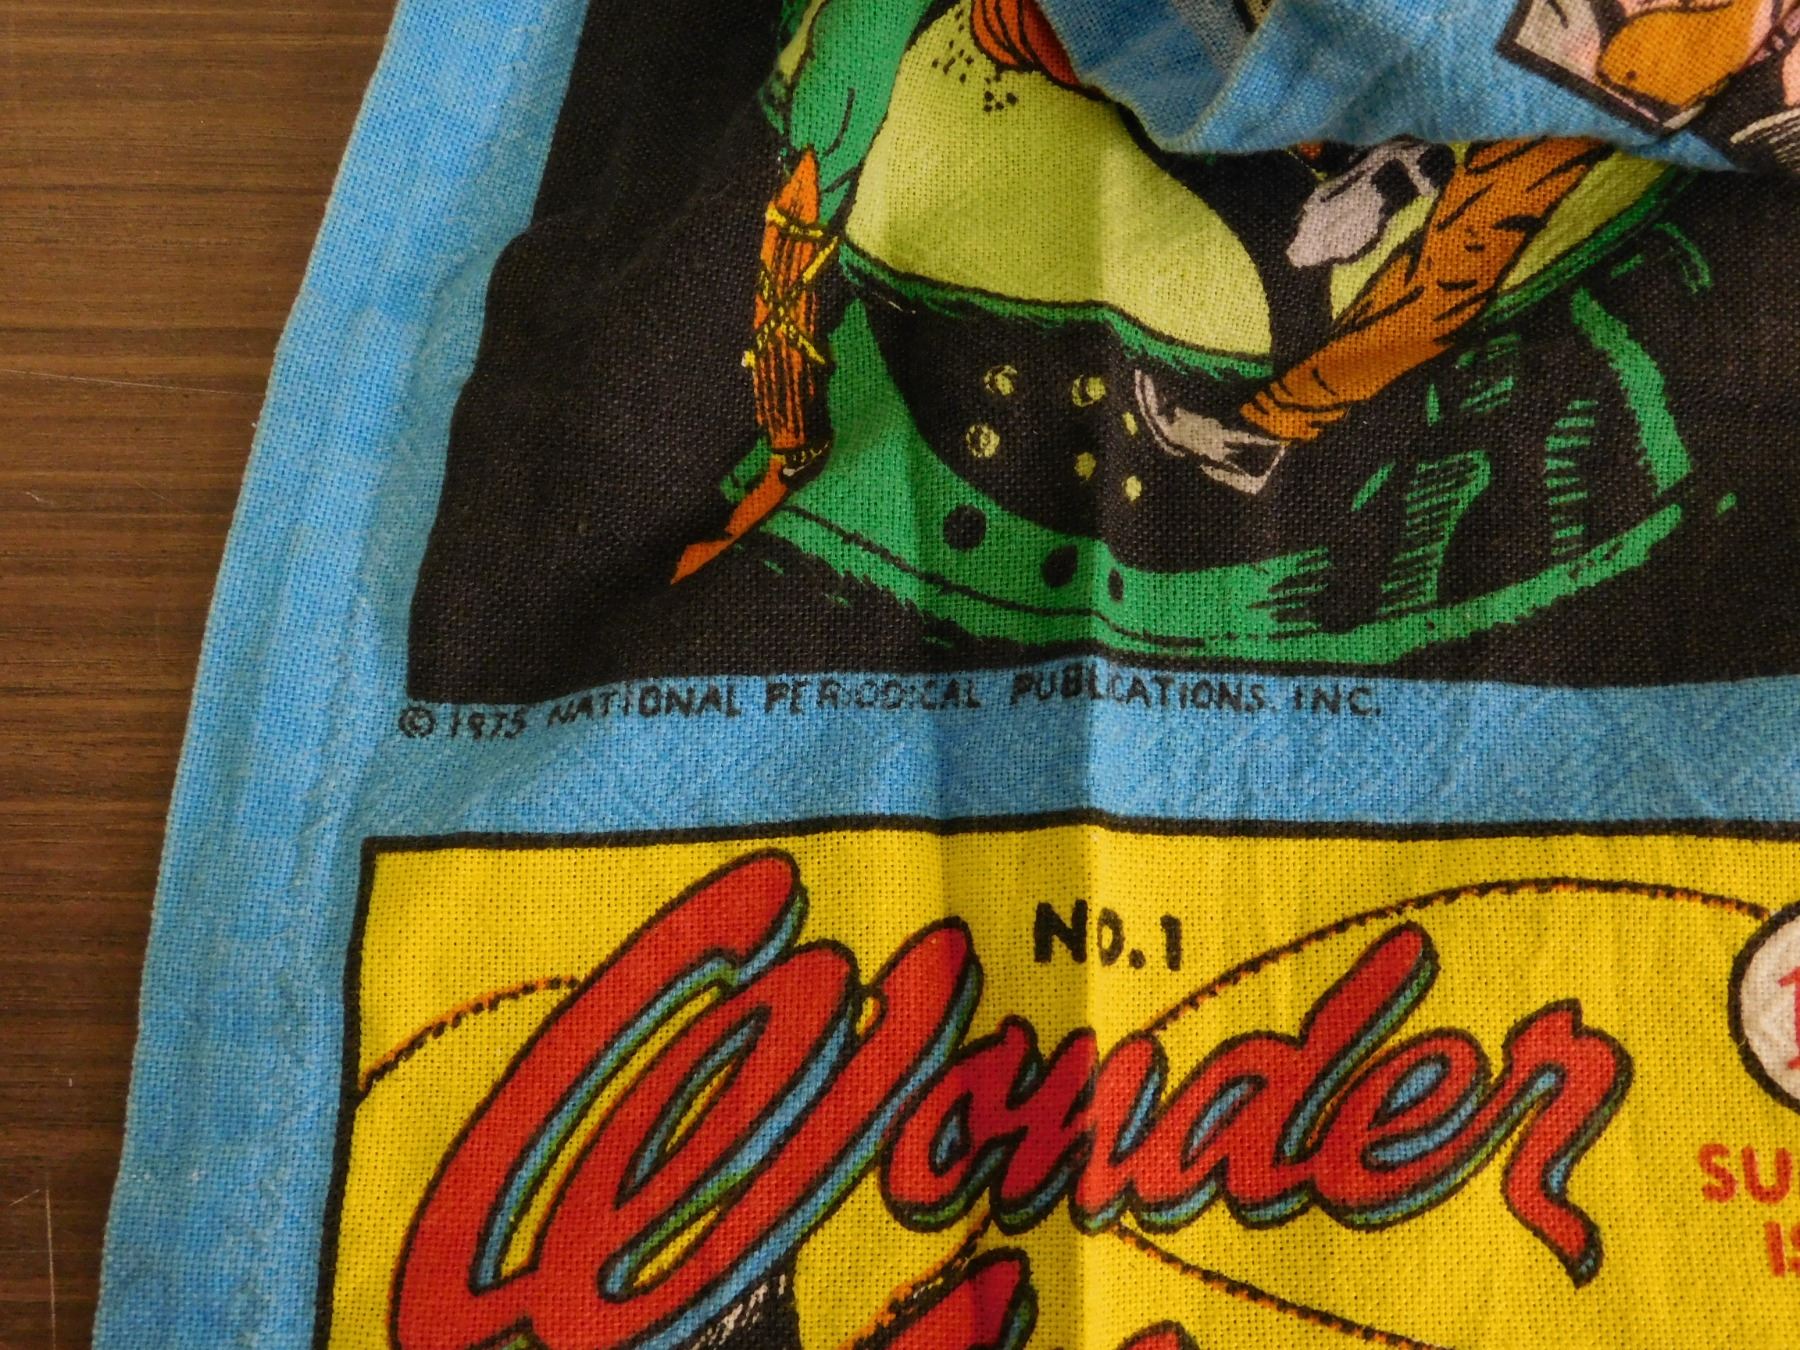 © 1975 NATIONAL PERIODICAL PUBLICATIONS, INC.
NO.1
Wonder